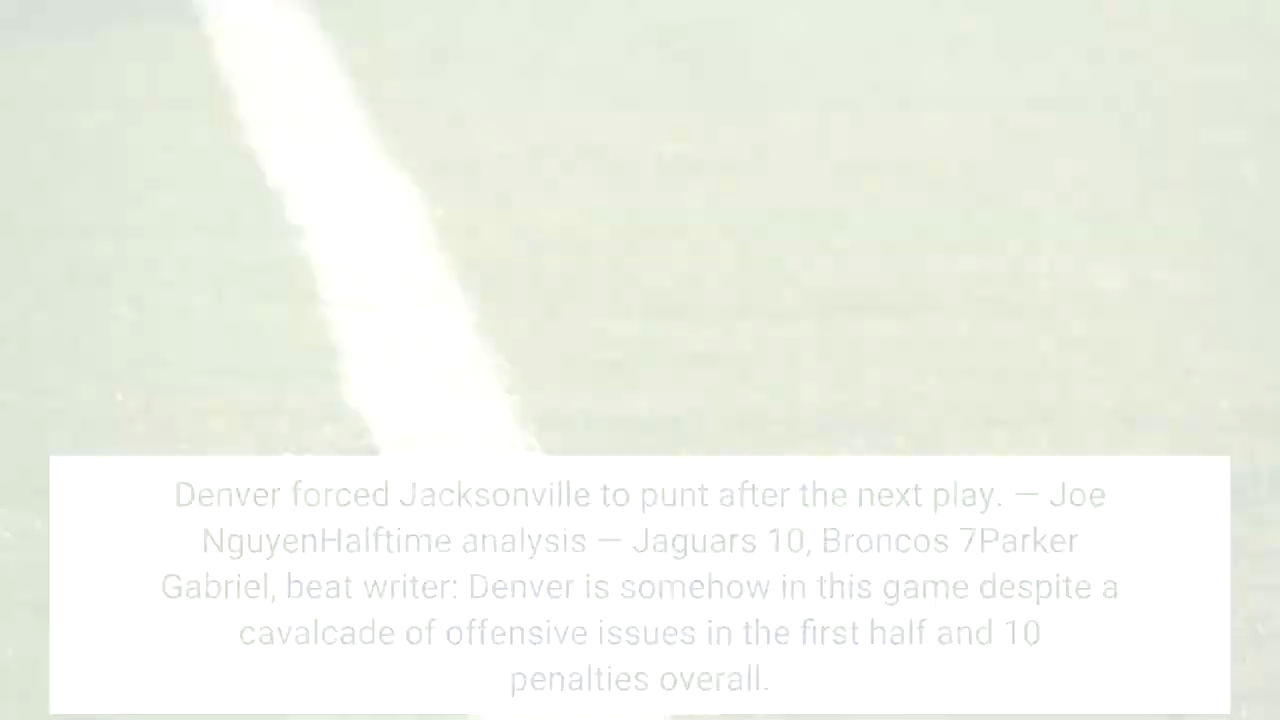 Denver forced Jacksonville to punt after the next play. — Joe
NguyenHalftime analysis — Jaguars 10, Broncos 7Parker
Gabriel, beat writer: Denver is somehow in this game despite a
cavalcade of offensive issues in the first half and 10
penalties overall.